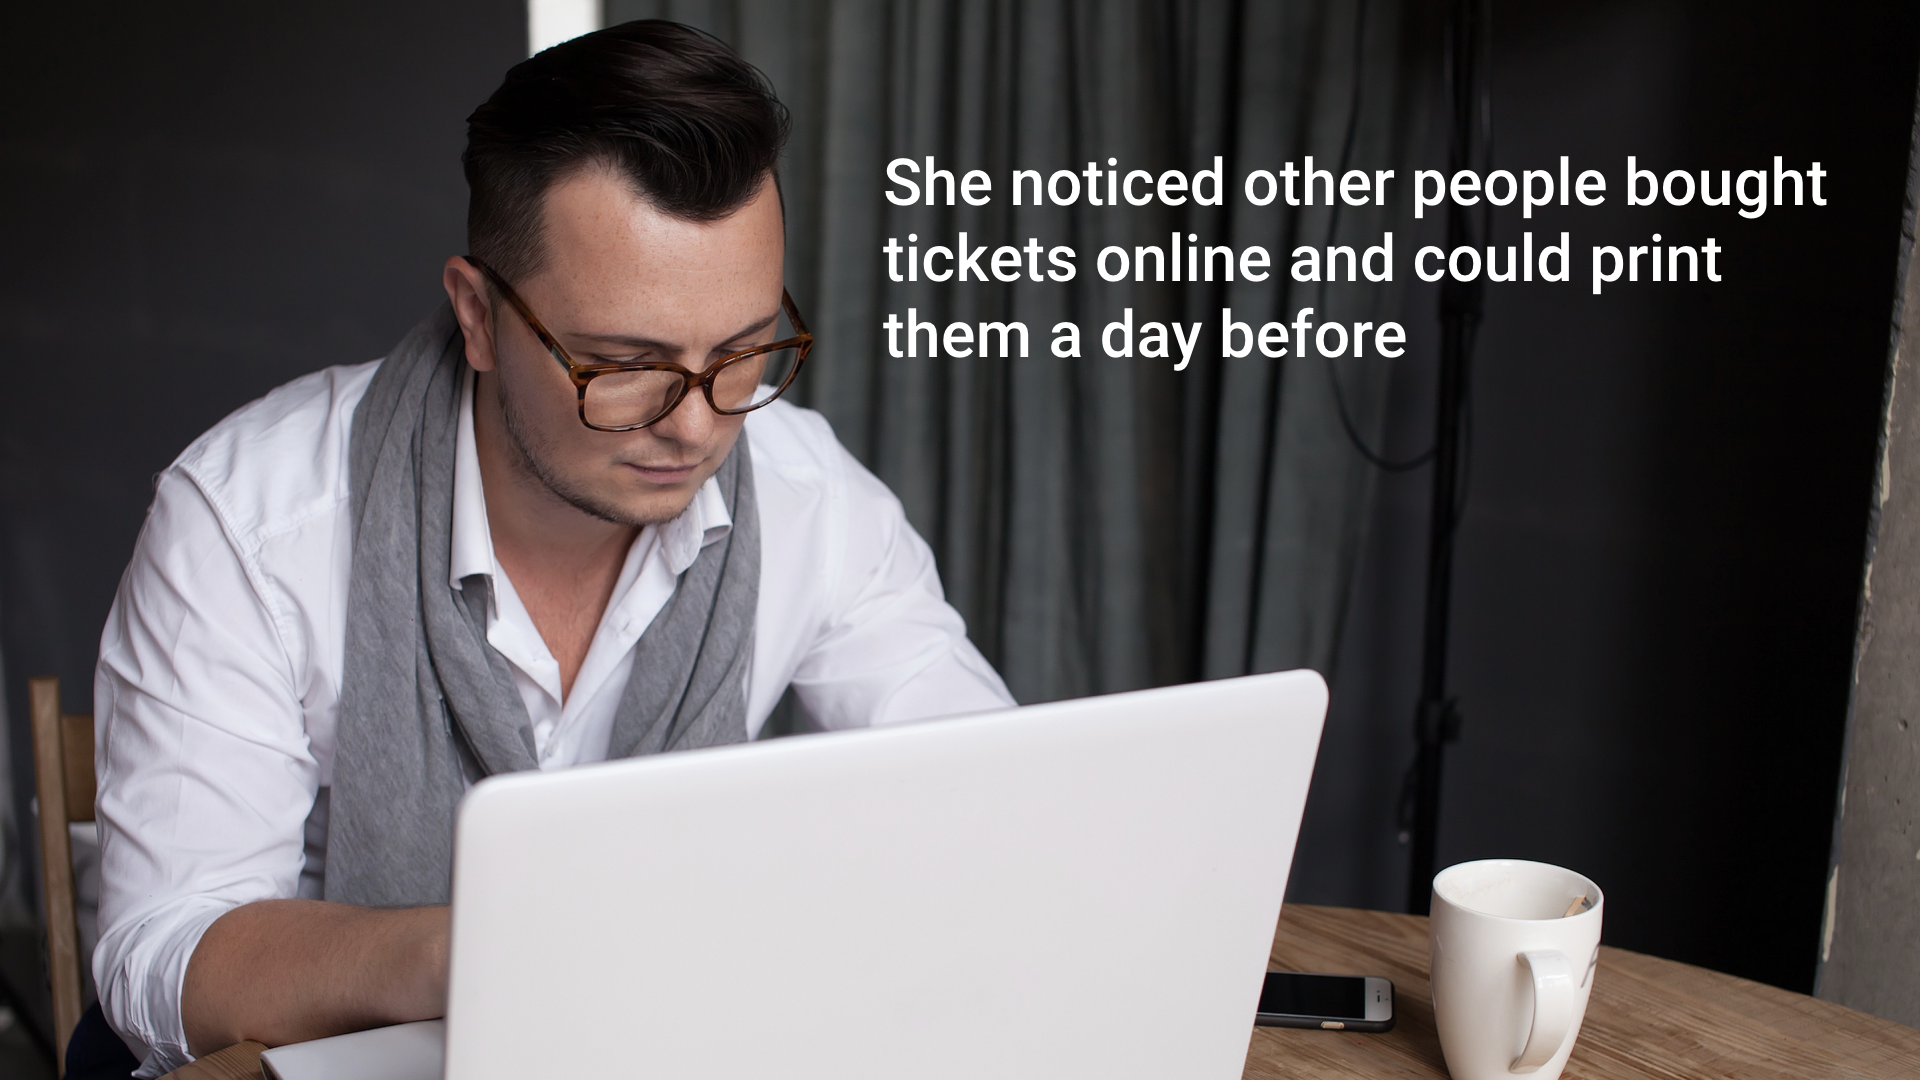 She noticed other people bought
tickets online and could print
them a day before